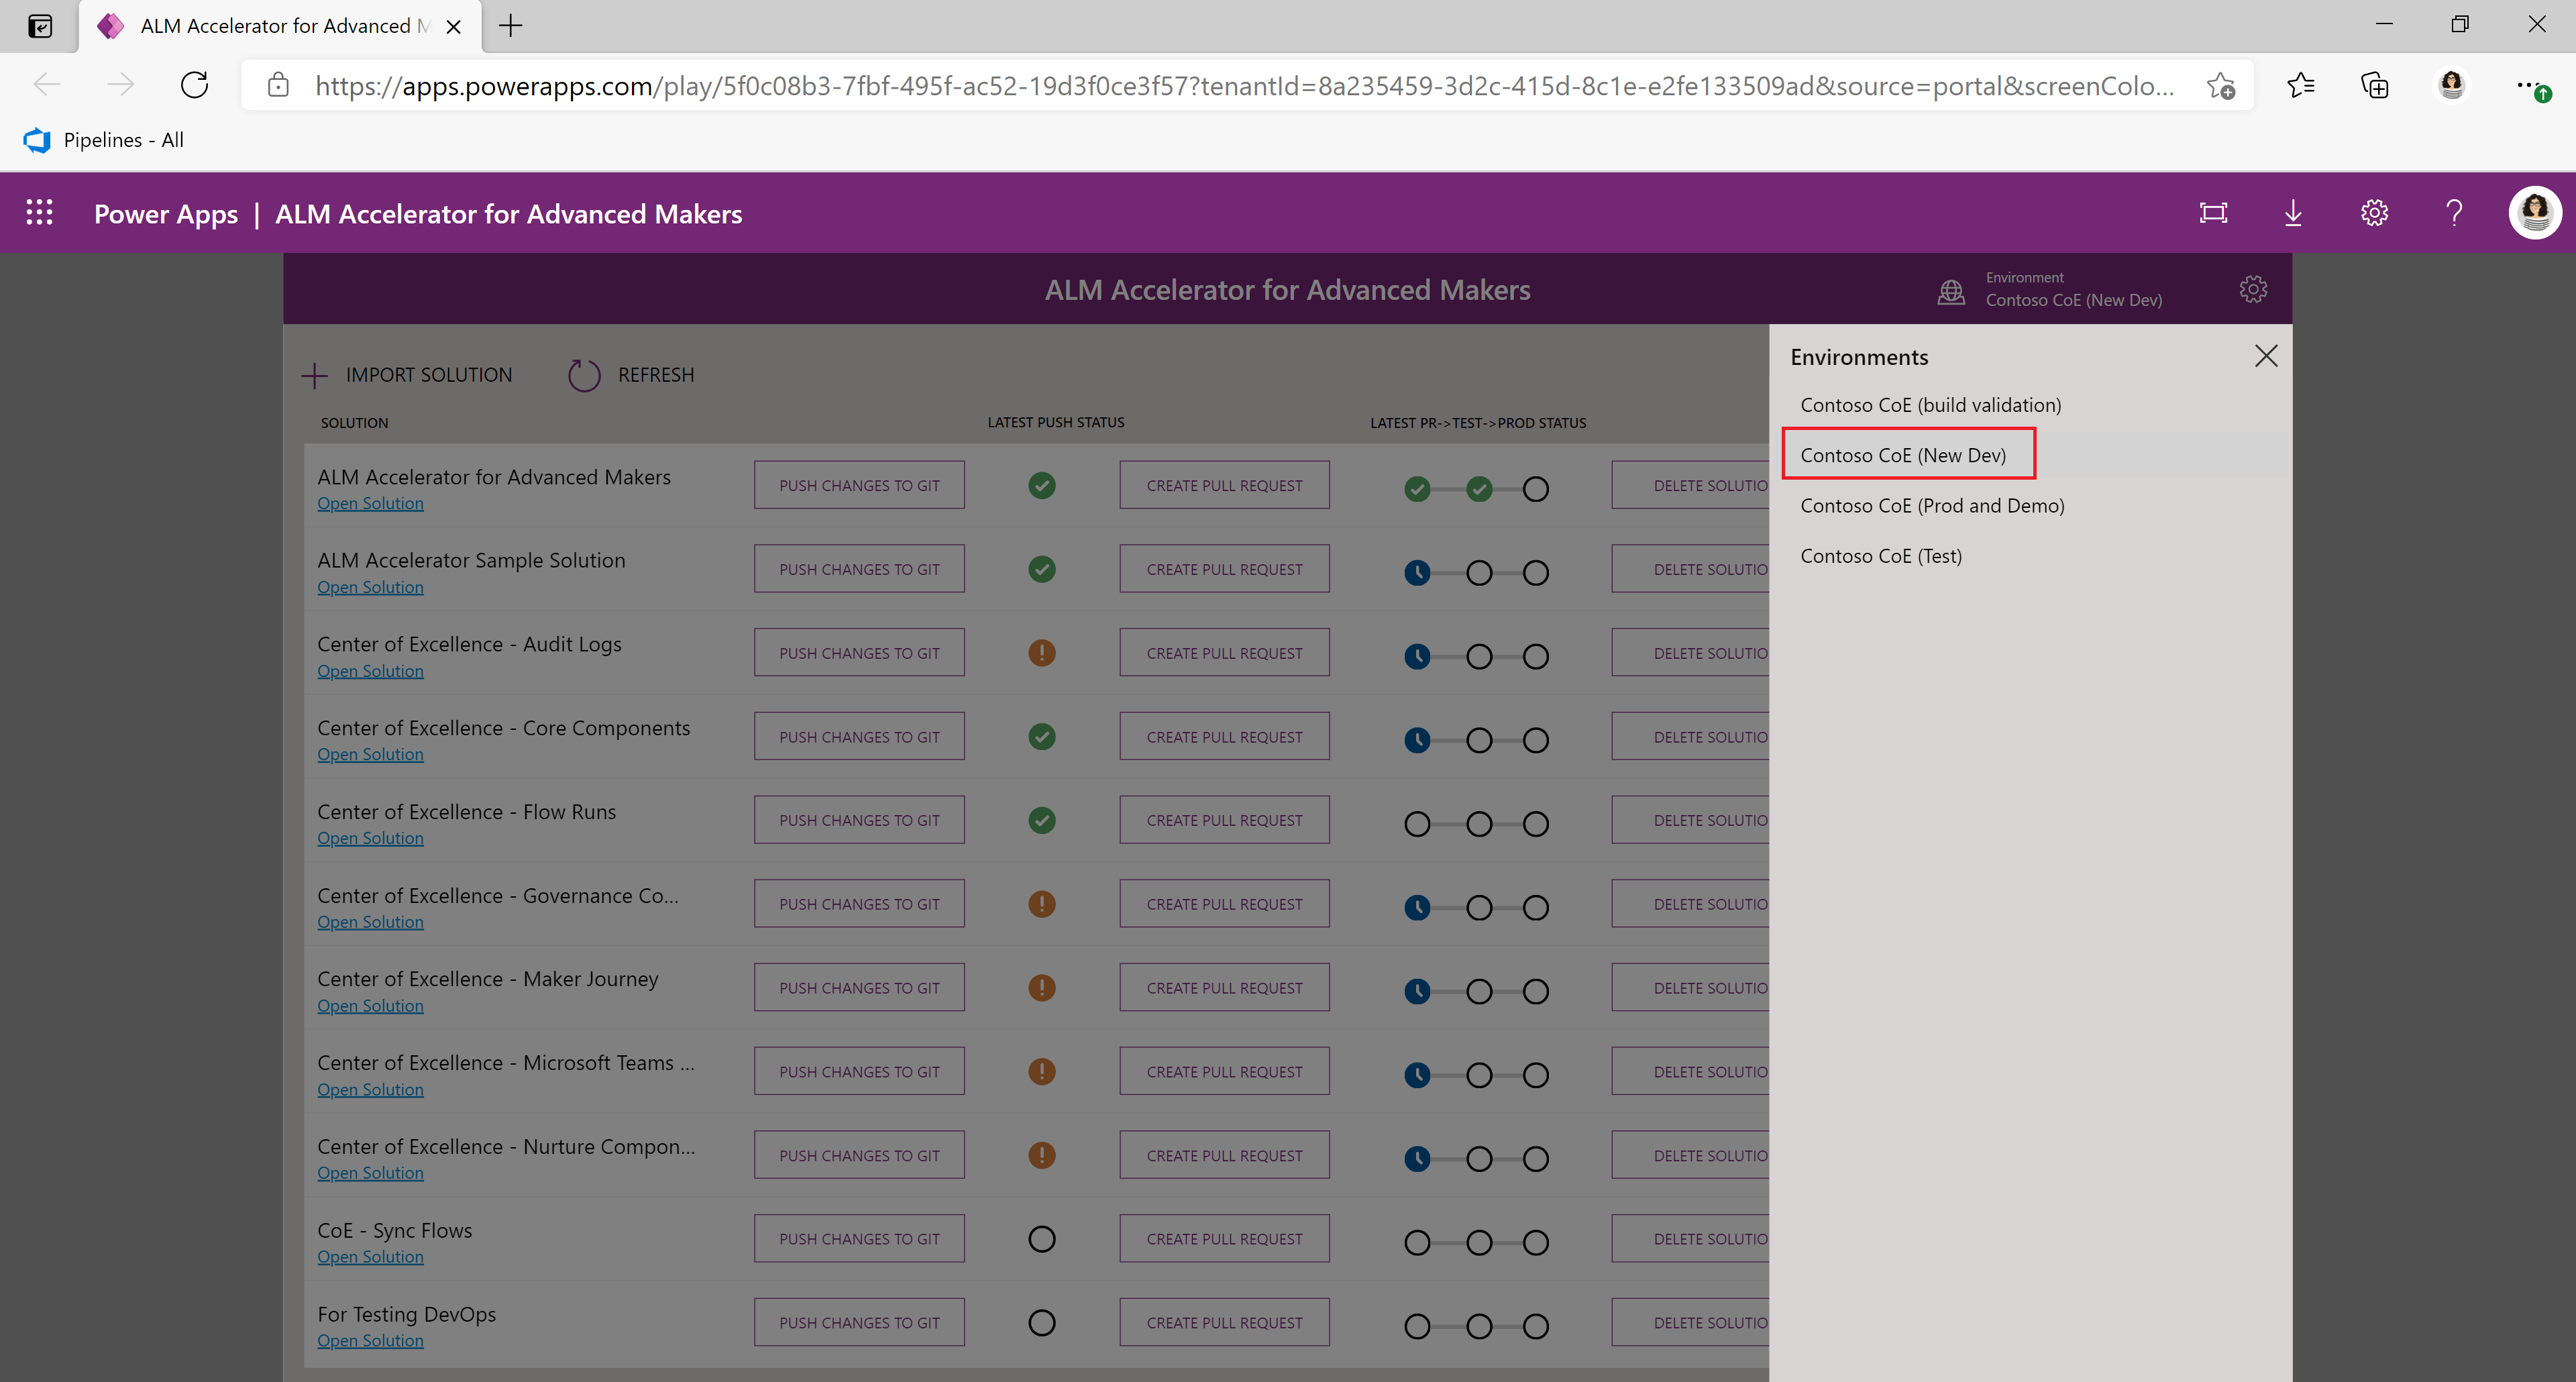 ALM Accelerator for Advanced M
https://apps.powerapps.com/play/5f0c08b3-7fbf-495f-ac52-19d3f0ce3f57?tenantId=8a235459-3d2c-415d-8c1e-e2fe133509ad&source=portal&screenColo...
Pipelines - All
Power Apps | ALM Accelerator for Advanced Makers
ALM Accelerator for Advanced Makers
Environment
Contoso CoE (New Dev)
IMPORT SOLUTION
REFRESH
SOLUTION
LATEST PUSH STATUS
LATEST PR->TEST->PROD STATUS
ALM Accelerator for Advanced Makers
Open Solution
PUSH CHANGES TO GIT
CREATE PULL REQUEST
DELETE SOLUTIO
ALM Accelerator Sample Solution
Open Solution
PUSH CHANGES TO GIT
CREATE PULL REQUEST
DELETE SOLUTIO
Center of Excellence - Audit Logs
Open Solution
PUSH CHANGES TO GIT
CREATE PULL REQUEST
DELETE SOLUTIO
Center of Excellence - Core Components
Open Solution
PUSH CHANGES TO GIT
CREATE PULL REQUEST
DELETE SOLUTIO
Center of Excellence - Flow Runs
Open Solution
PUSH CHANGES TO GIT
CREATE PULL REQUEST
DELETE SOLUTIO
Center of Excellence - Governance Co...
Open Solution
PUSH CHANGES TO GIT
CREATE PULL REQUEST
DELETE SOLUTIO
Center of Excellence - Maker Journey
Open Solution
PUSH CHANGES TO GIT
CREATE PULL REQUEST
DELETE SOLUTIO
Center of Excellence - Microsoft Teams ...
Open Solution
PUSH CHANGES TO GIT
CREATE PULL REQUEST
DELETE SOLUTIO
Center of Excellence - Nurture Compon...
Open Solution
PUSH CHANGES TO GIT
CREATE PULL REQUEST
DELETE SOLUTIO
CoE - Sync Flows
Open Solution
PUSH CHANGES TO GIT
CREATE PULL REQUEST
DELETE SOLUTIO
For Testing DevOps
Open Solution
PUSH CHANGES TO GIT
CREATE PULL REQUEST
DELETE SOLUTIO
Environments
Contoso CoE (build validation)
Contoso CoE (New Dev)
Contoso CoE (Prod and Demo)
Contoso CoE (Test)